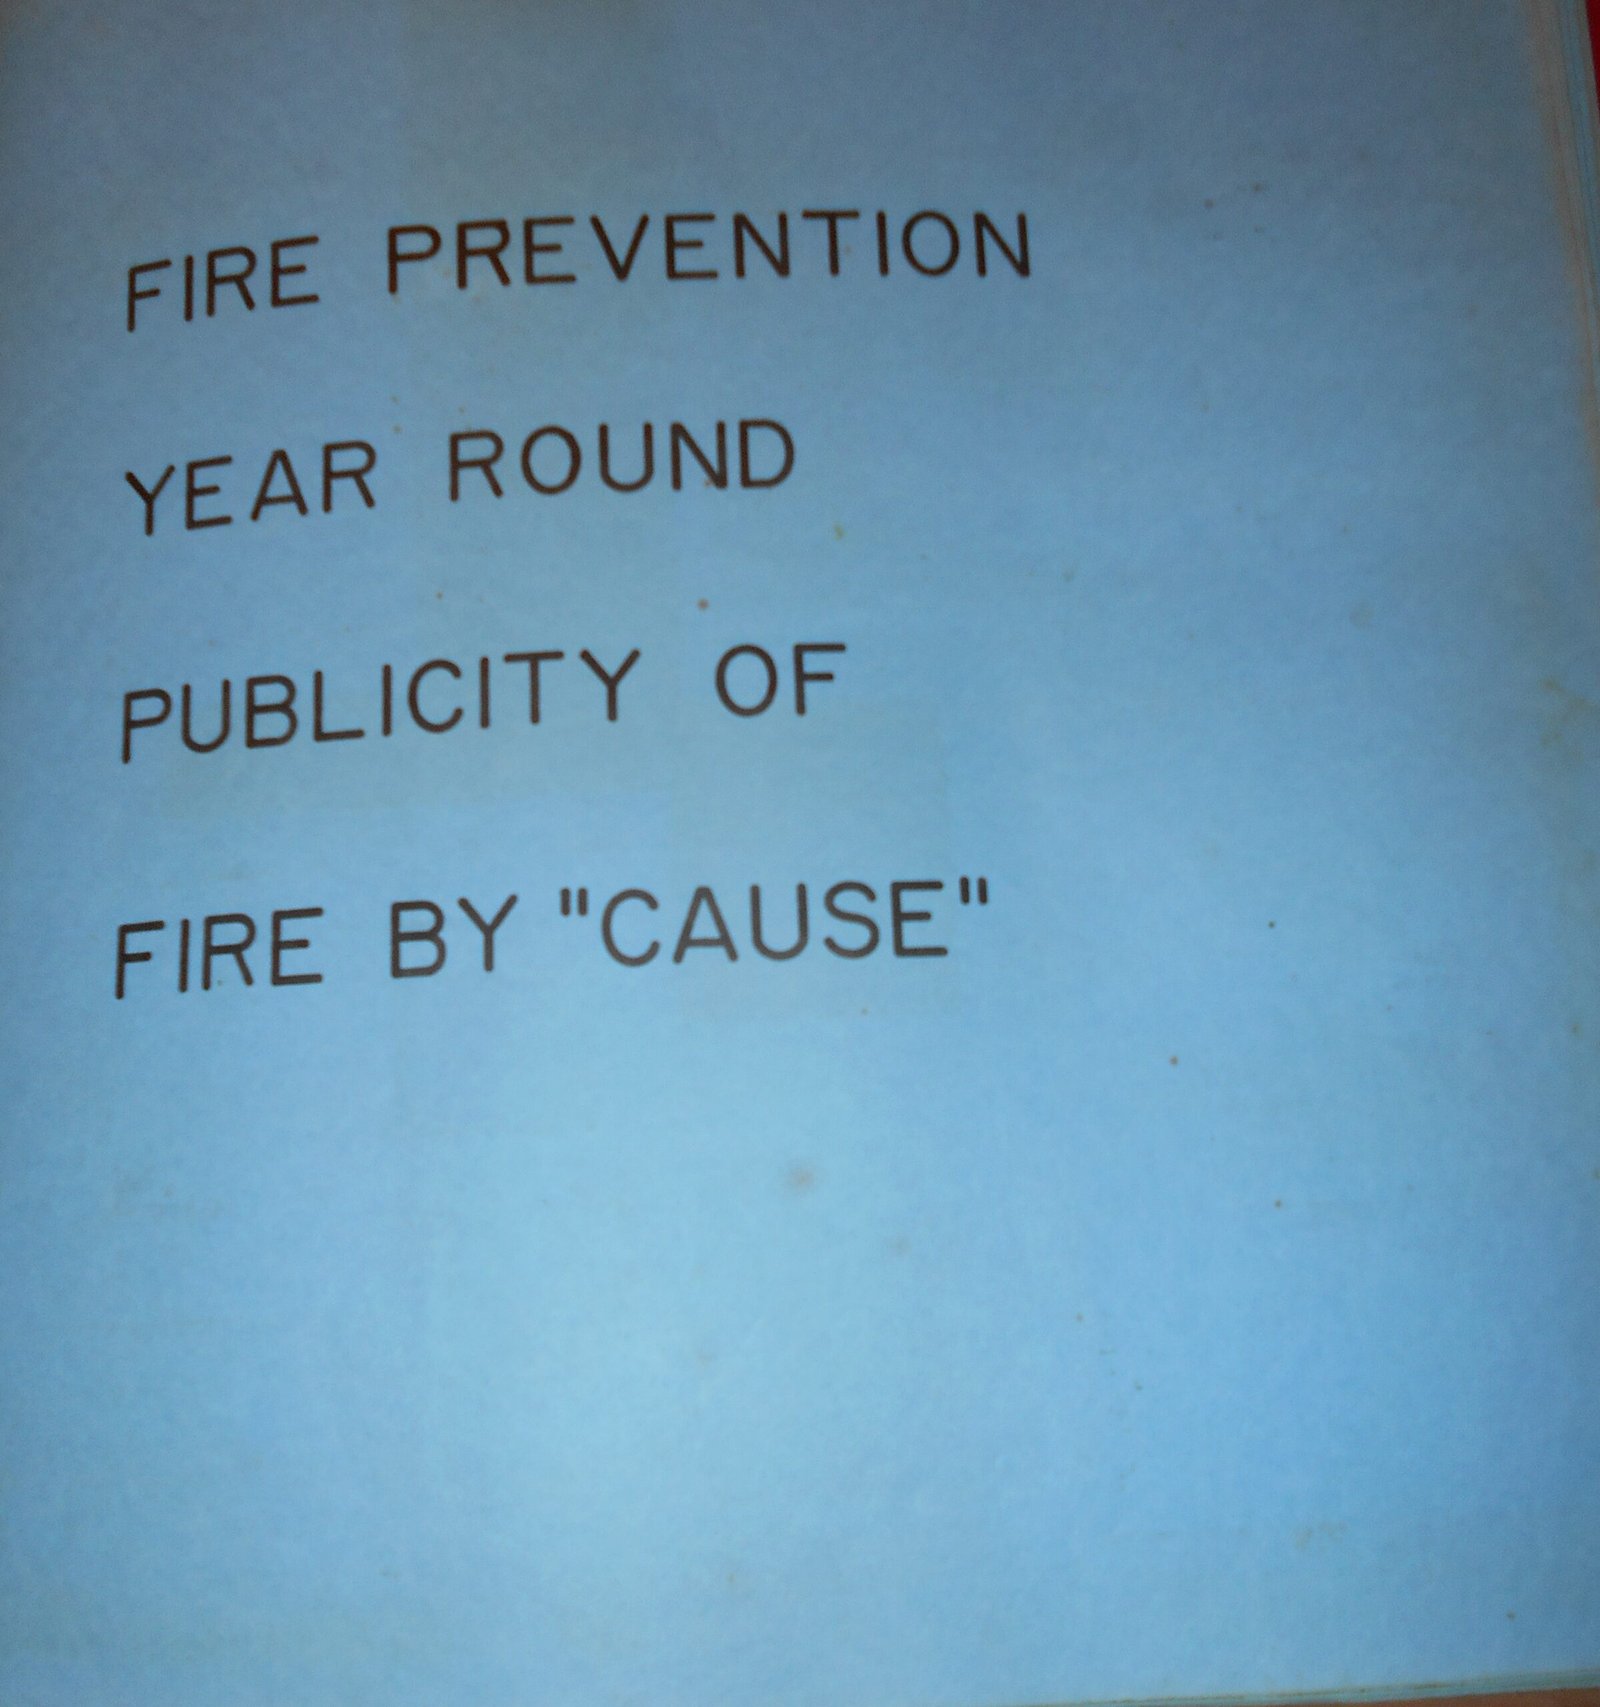 FIRE PREVENTION
YEAR ROUND
PUBLICITY OF
FIRE BY "CAUSE"